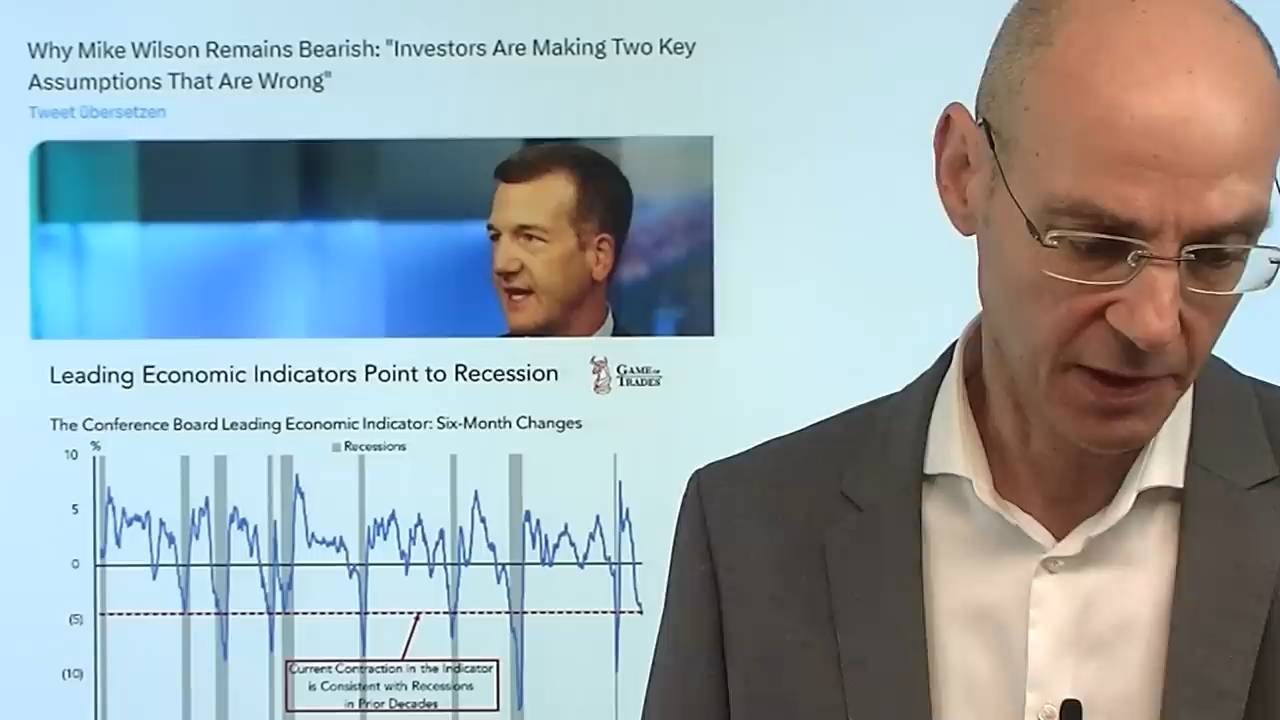 Why Mike Wilson Remains Bearish: "Investors Are Making Two Key
Assumptions That Are Wrong"
Tweet übersetzen
Leading Economic Indicators Point to Recession
GAME OF
TRADES
The Conference Board Leading Economic Indicator: Six-Month Changes
%
Recessions
10
5
0
(5)
(10)
Current Contraction in the Indicator
is Consistent with Recessions
in Prior Decades